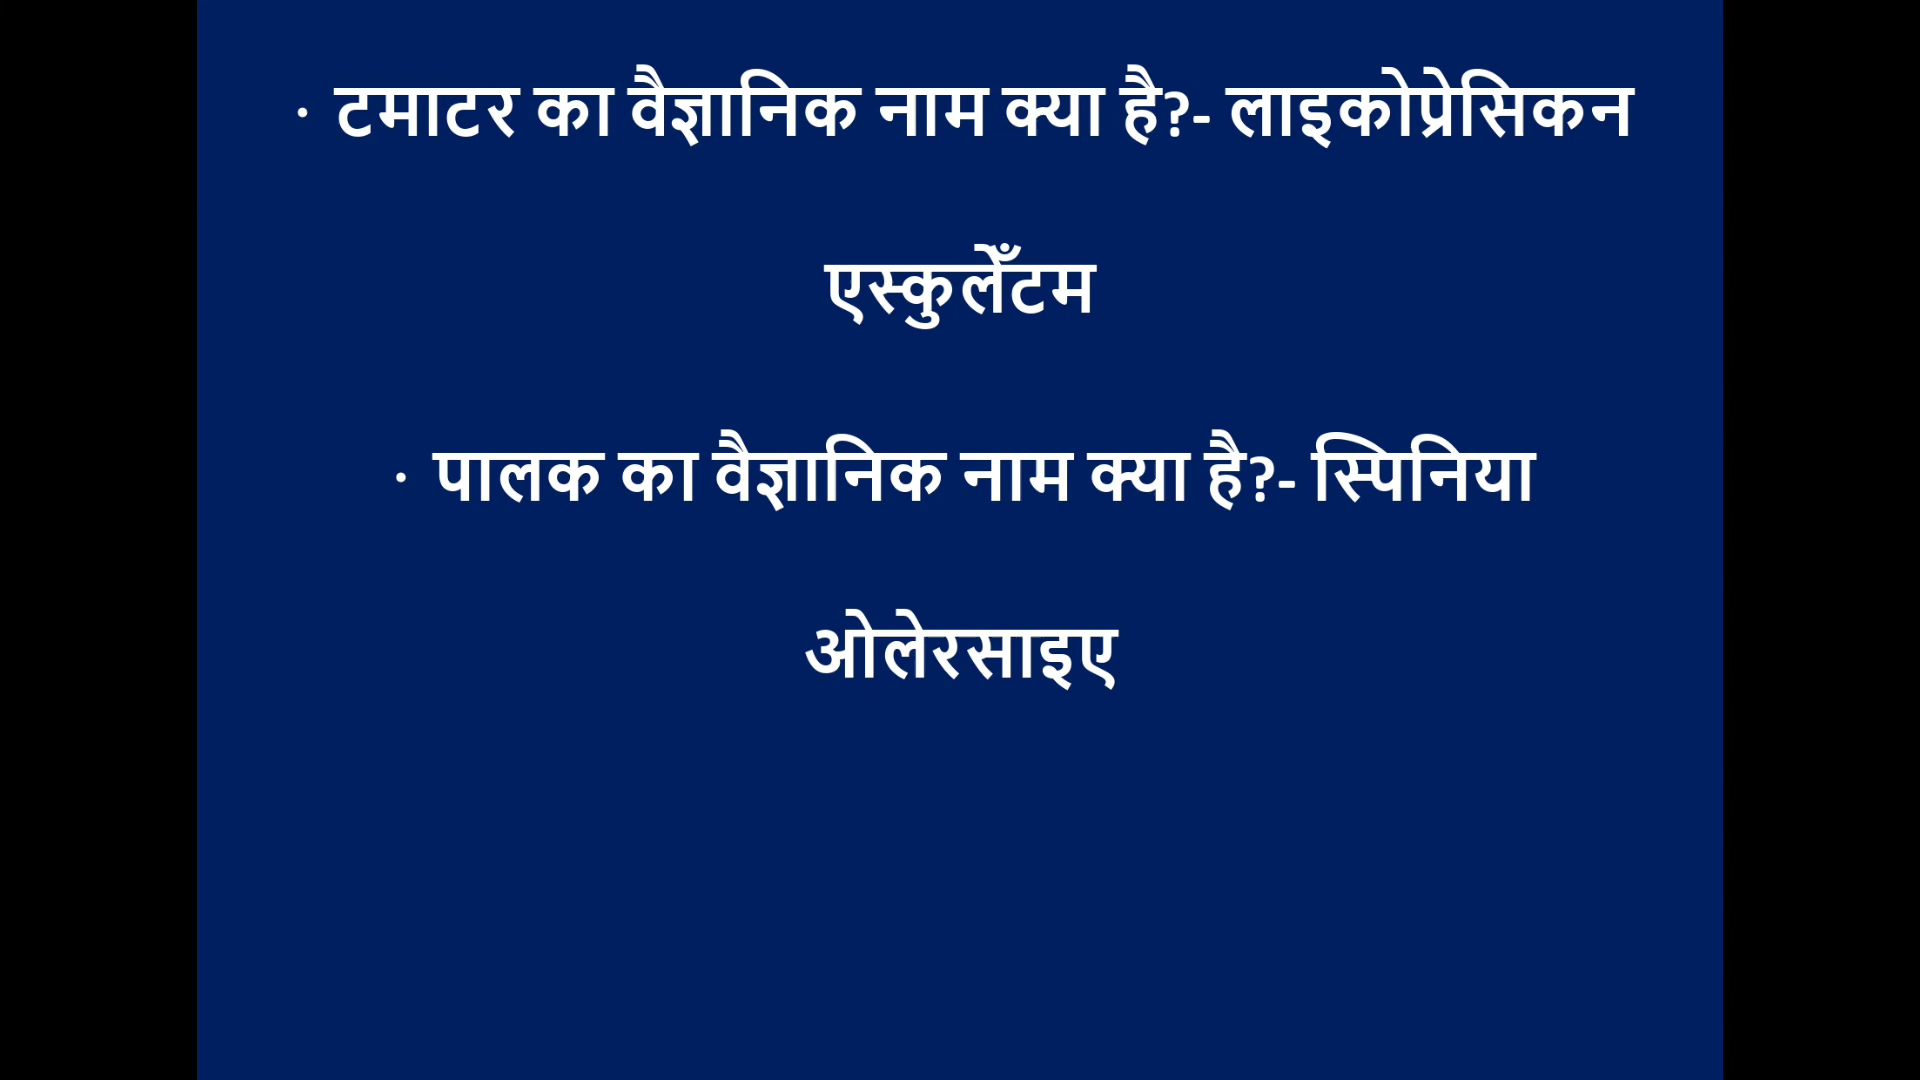 · टमाटर का वैज्ञानिक नाम क्या है?- लाइकोप्रेसिकन
एस्कुलेँटम
· पालक का वैज्ञानिक नाम क्या है?- स्पिनिया
ओलेरसाइए